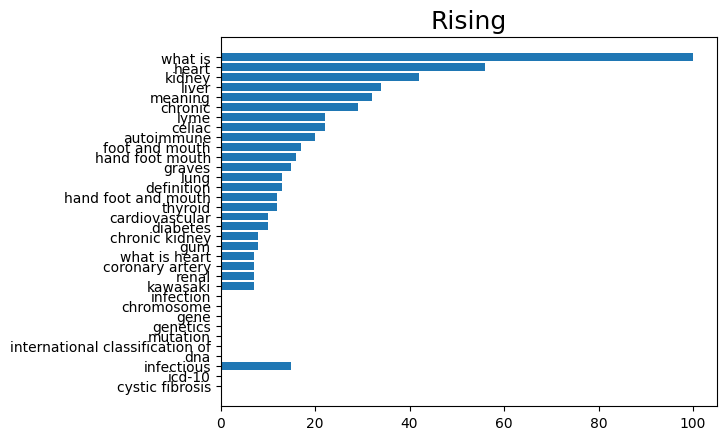 Rising
what is
heart
kidney
liver
meaning
chronic
lyme
celiac
autoimmune
foot and mouth
hand foot mouth
graves
lung
definition
hand foot and mouth
thyroid
cardiovascular
diabetes
chronic kidney
gum
what is heart
coronary artery
renal
kawasaki
infection
chromosome
gene
genetics
mutation
international classification of
dna
infectious
icd-10
cystic fibrosis
0 20 40 60 80 100